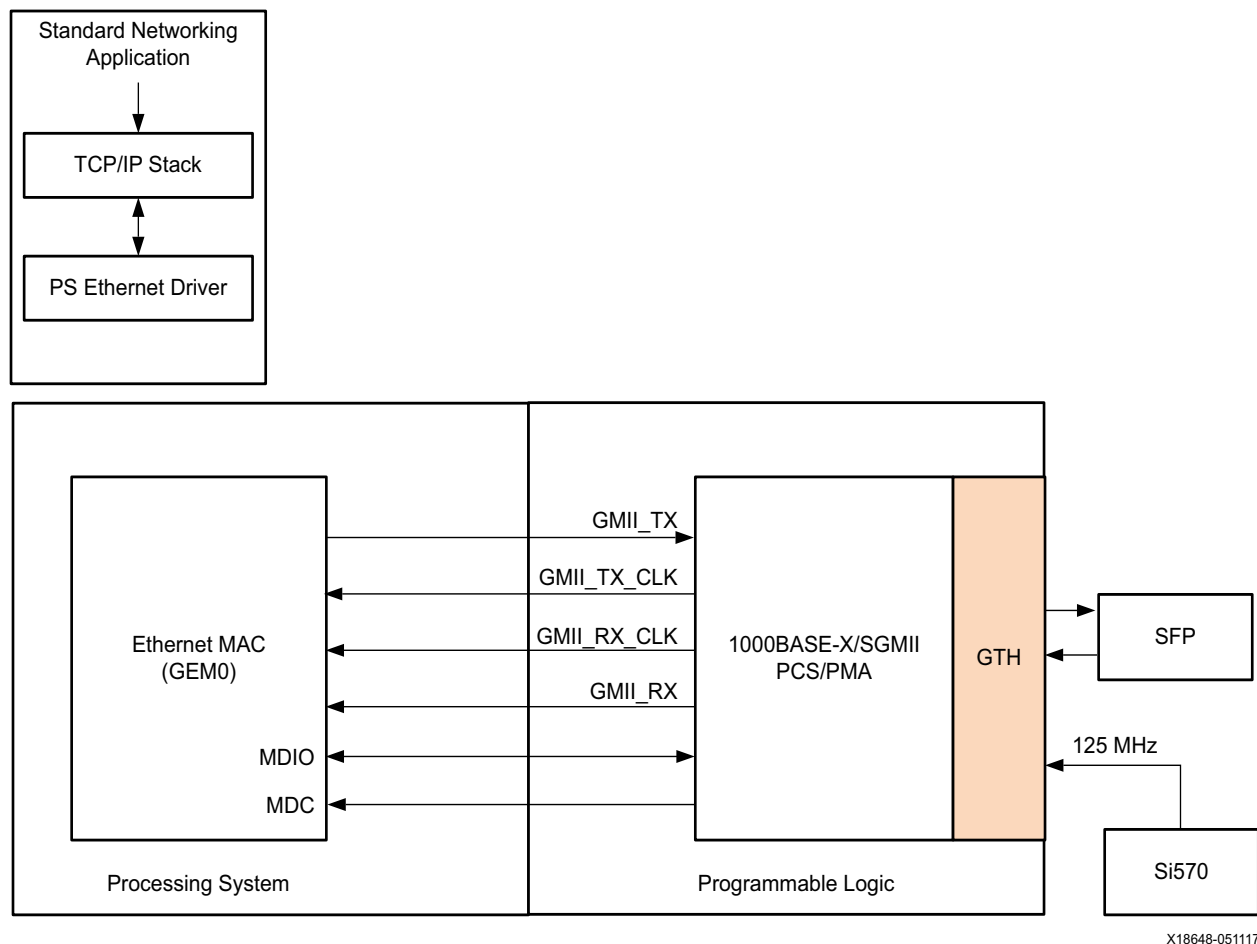 Standard Networking
Application
TCP/IP Stack
PS Ethernet Driver
GMII_TX
GMII_TX_CLK
GMII_RX_CLK
GMII_RX
MDIO
MDC
Ethernet MAC
(GEM0)
1000BASE-X/SGMII
PCS/PMA
GTH
SFP
125 MHz
Si570
Processing System
Programmable Logic
X18648-051117